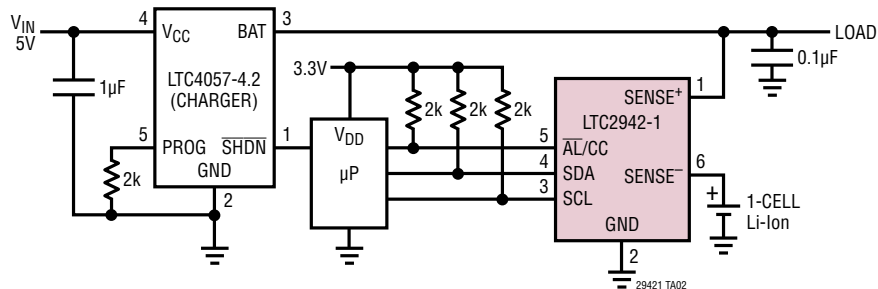 VIN
5V
4
VCC
BAT
3
LOAD
1µF
LTC4057-4.2
(CHARGER)
3.3V
2k
2k
2k
0.1µF
1
SENSE+
LTC2942-1
5
PROG
SHDN
1
VDD
5
AL/CC
GND
µP
4
SDA
SENSE–
6
2k
2
3
SCL
+
1-CELL
Li-Ion
GND
2
29421 TA02